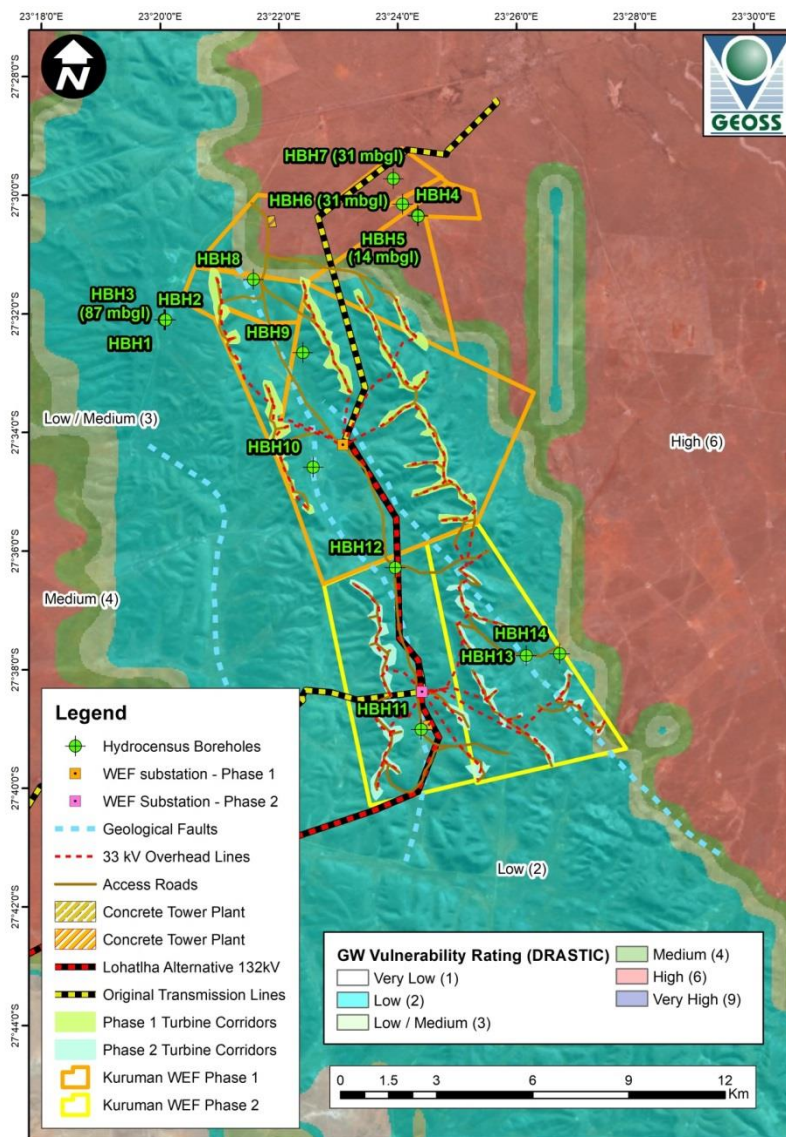 23°18'0"E 23°20'0"E 23°22'0"E 23°24'0"E 23°26'0"E 23°28'0"E 23°30'0"E
27°28'0"S
27°30'0"S
27°32'0"S
27°34'0"S
27°36'0"S
27°38'0"S
27°40'0"S
27°42'0"S
27°44'0"S
N
GEOSS
HBH7 (31 mbgl)
HBH6 (31 mbgl)
HBH4
HBH5
(14 mbgl)
HBH8
HBH3
(87 mbgl)
HBH2
HBH1
HBH9
Low / Medium (3)
High (6)
HBH10
HBH12
Medium (4)
HBH14
HBH13
HBH11
Low (2)
Legend
Hydrocensus Boreholes
WEF substation - Phase 1
WEF Substation - Phase 2
Geological Faults
33 kV Overhead Lines
Access Roads
Concrete Tower Plant
Concrete Tower Plant
Lohatlha Alternative 132kV
Original Transmission Lines
Phase 1 Turbine Corridors
Phase 2 Turbine Corridors
Kuruman WEF Phase 1
Kuruman WEF Phase 2
GW Vulnerability Rating (DRASTIC)
Very Low (1)
Low (2)
Low / Medium (3)
Medium (4)
High (6)
Very High (9)
0 1.5 3 6 9 12
Km